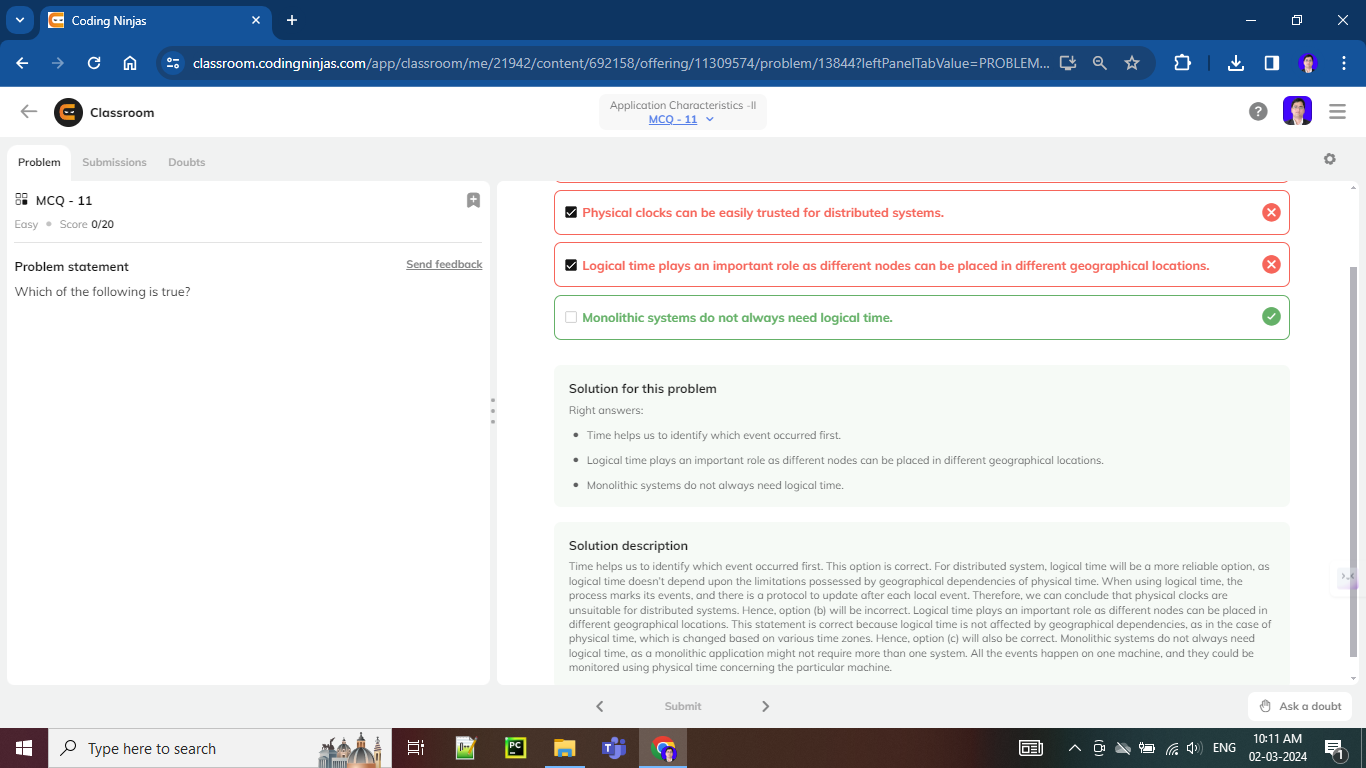 Coding Ninjas
classroom.codingninjas.com/app/classroom/me/21942/content/692158/offering/11309574/problem/13844?leftPanelTabValue=PROBLEM...
Classroom
Application Characteristics -II
MCQ - 11
Problem
Submissions
Doubts
MCQ - 11
Easy
Score 0/20
Problem statement
Send feedback
Which of the following is true?
Physical clocks can be easily trusted for distributed systems.
Logical time plays an important role as different nodes can be placed in different geographical locations.
Monolithic systems do not always need logical time.
Solution for this problem
Right answers:
Time helps us to identify which event occurred first.
Logical time plays an important role as different nodes can be placed in different geographical locations.
Monolithic systems do not always need logical time.
Solution description
Time helps us to identify which event occurred first. This option is correct. For distributed system, logical time will be a more reliable option, as
logical time doesn't depend upon the limitations possessed by geographical dependencies of physical time. When using logical time, the
process marks its events, and there is a protocol to update after each local event. Therefore, we can conclude that physical clocks are
unsuitable for distributed systems. Hence, option (b) will be incorrect. Logical time plays an important role as different nodes can be placed in
different geographical locations. This statement is correct because logical time is not affected by geographical dependencies, as in the case of
physical time, which is changed based on various time zones. Hence, option (c) will also be correct. Monolithic systems do not always need
logical time, as a monolithic application might not require more than one system. All the events happen on one machine, and they could be
monitored using physical time concerning the particular machine.
Submit
Ask a doubt
Type here to search
PC
ENG
10:11 AM
02-03-2024
1